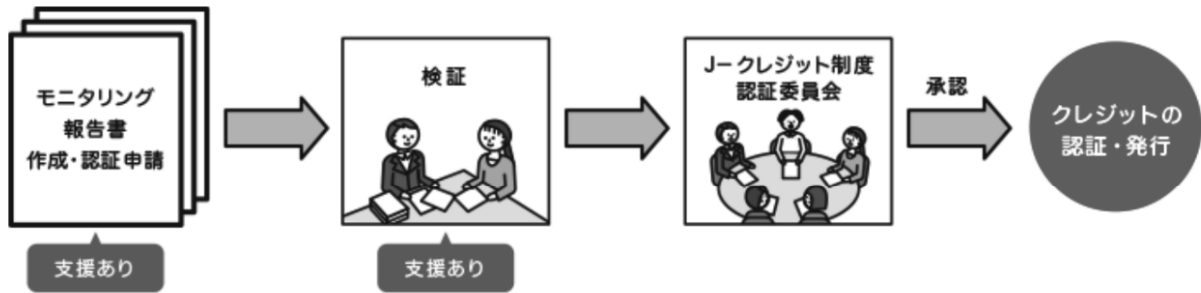 モニタリング
報告書
作成・認証申請
支援あり
検証
支援あり
J－クレジット制度
認証委員会
承認
クレジットの
認証・発行